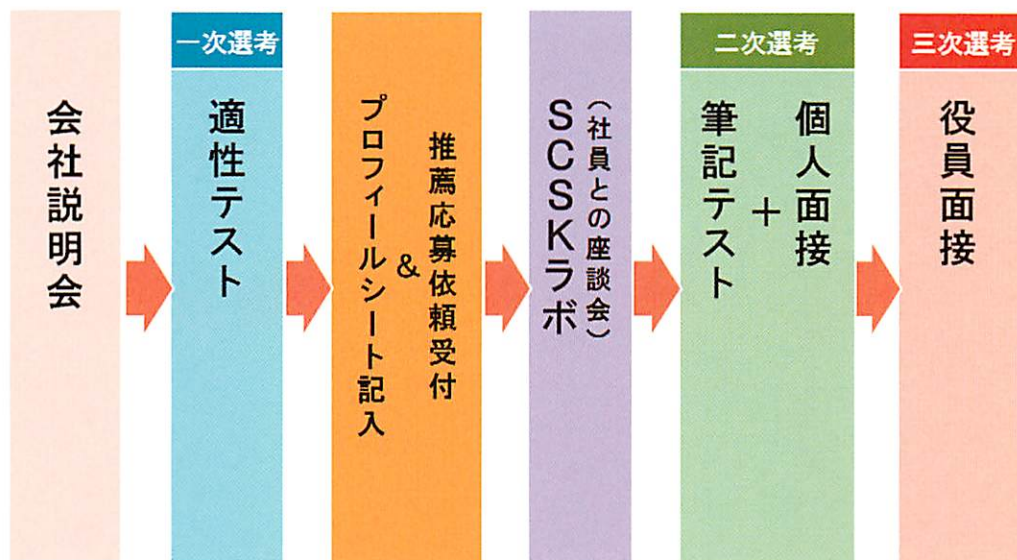 会社説明会
一次選考
適性テスト
推薦応募依頼受付
&
プロフィールシート記入
(社員との座談会)
SCSKラボ
二次選考
個人面接
+
筆記テスト
三次選考
役員面接